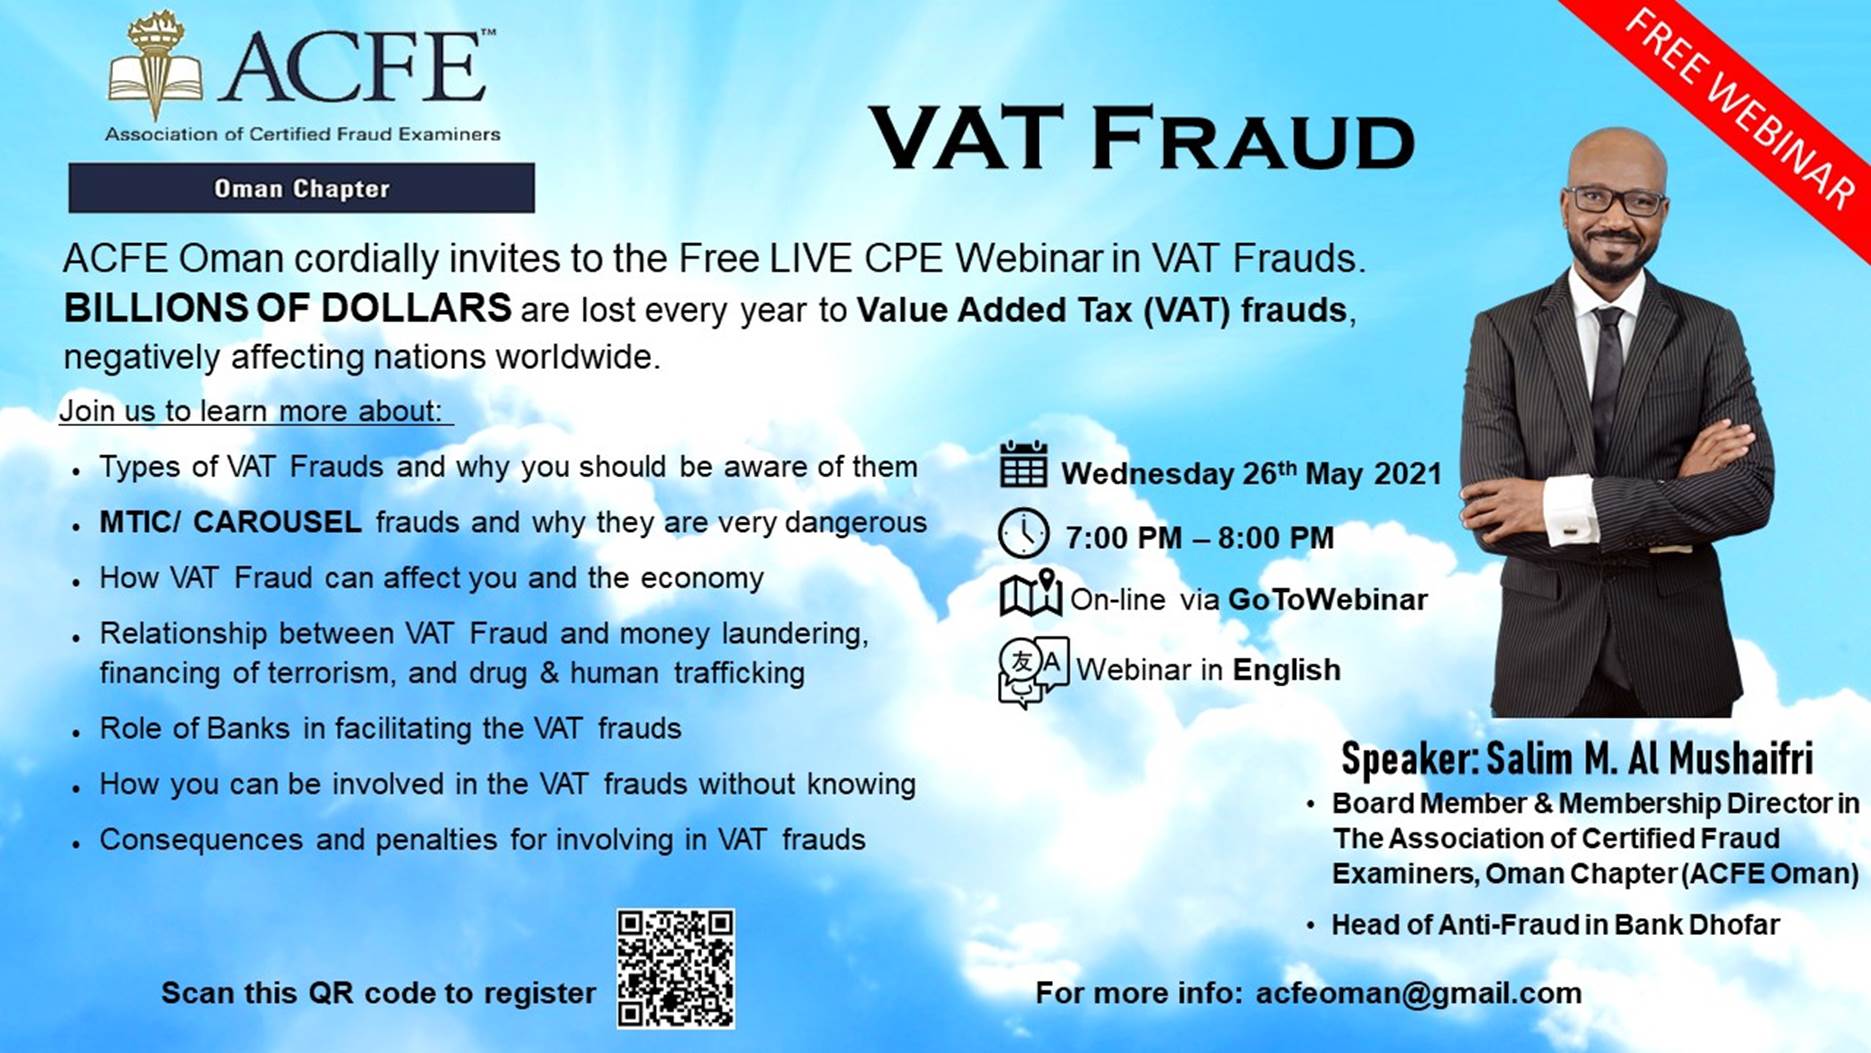 ACFE™
Association of Certified Fraud Examiners
Oman Chapter
VAT FRAUD
FREE WEBINAR
ACFE Oman cordially invites to the Free LIVE CPE Webinar in VAT Frauds.
BILLIONS OF DOLLARS are lost every year to Value Added Tax (VAT) frauds,
negatively affecting nations worldwide.
Join us to learn more about:
• Types of VAT Frauds and why you should be aware of them
• MTIC/ CAROUSEL frauds and why they are very dangerous
• How VAT Fraud can affect you and the economy
• Relationship between VAT Fraud and money laundering,
financing of terrorism, and drug & human trafficking
• Role of Banks in facilitating the VAT frauds
• How you can be involved in the VAT frauds without knowing
• Consequences and penalties for involving in VAT frauds
Wednesday 26th May 2021
7:00 PM – 8:00 PM
On-line via GoToWebinar
友 A
Webinar in English
Speaker: Salim M. Al Mushaifri
• Board Member & Membership Director in
The Association of Certified Fraud
Examiners, Oman Chapter (ACFE Oman)
• Head of Anti-Fraud in Bank Dhofar
Scan this QR code to register
For more info: acfeoman@gmail.com